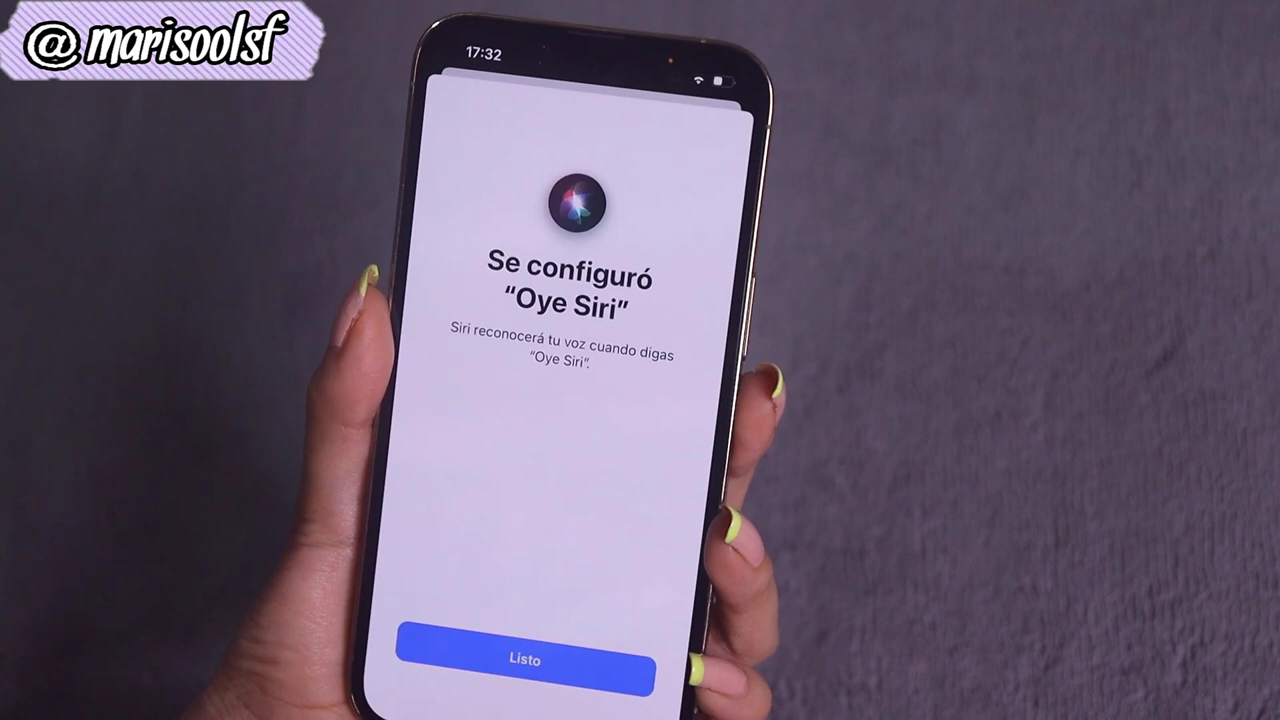 @marisoolsf
17:32
Se configuró
“Oye Siri”
Siri reconocerá tu voz cuando digas
“Oye Siri”.
Listo